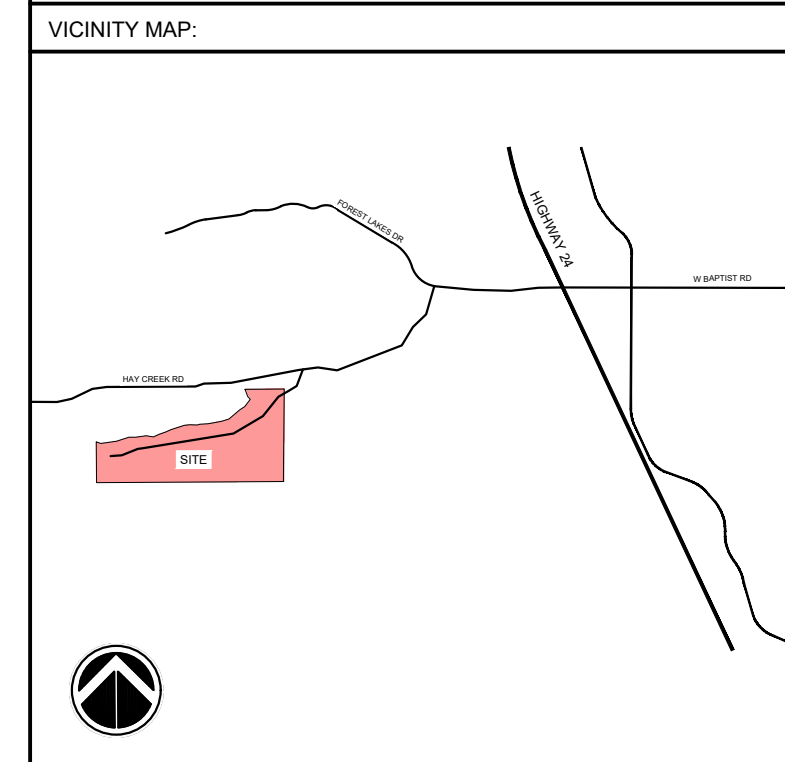 VICINITY MAP:
HIGHWAY 24
FOREST LAKES DR
W BAPTIST RD
HAY CREEK RD
SITE